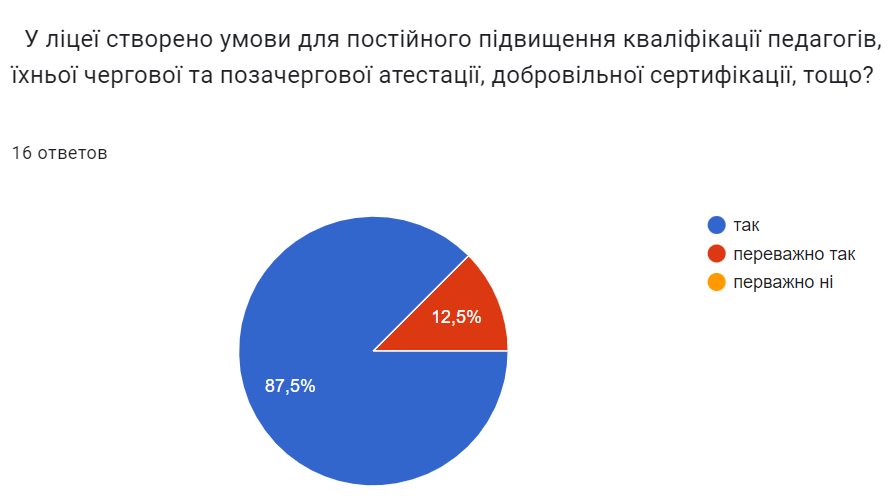 У ліцеї створено умови для постійного підвищення кваліфікації педагогів,
їхньої чергової та позачергової атестації, добровільної сертифікації, тощо?
16 ответов
так
переважно так
перважно ні
12,5%
87,5%